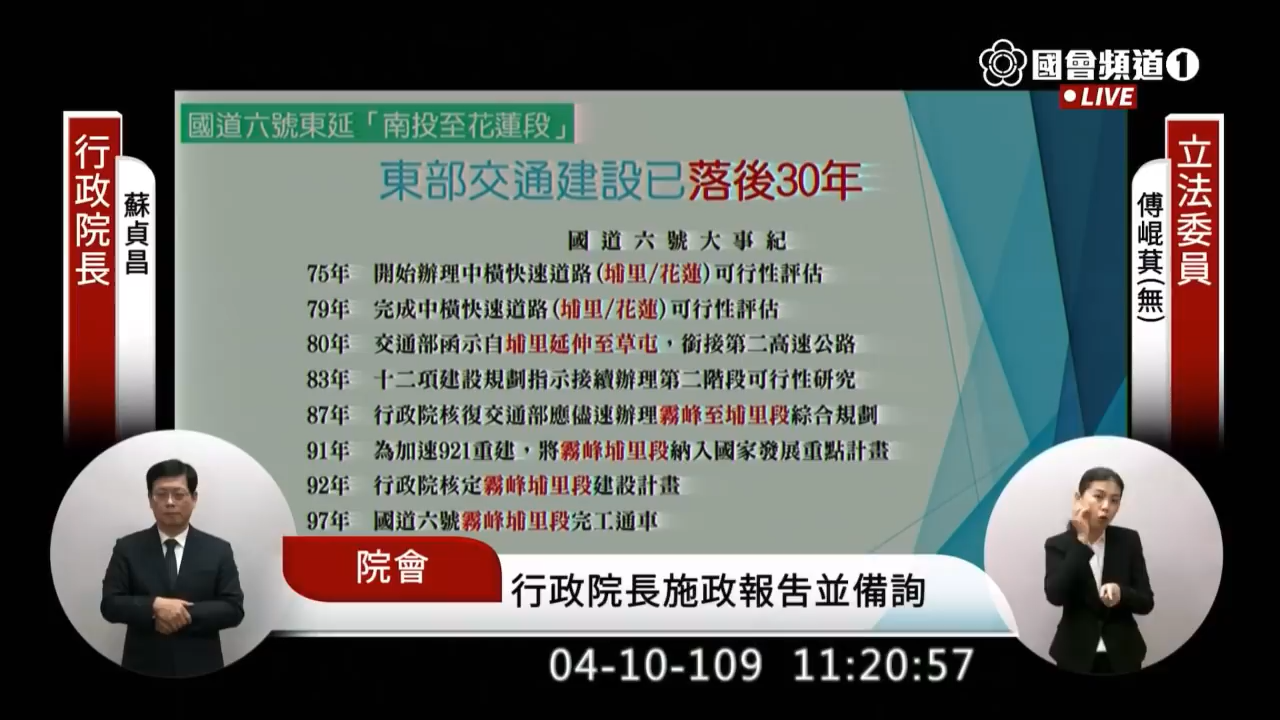 國會頻道1
LIVE
行政院長
蘇貞昌
立法委員
傅崐萁(無)
國道六號東延「南投至花蓮段」
東部交通建設已落後30年
國道六號大事紀
75年 開始辦理中橫快速道路(埔里/花蓮)可行性評估
79年 完成中橫快速道路(埔里/花蓮)可行性評估
80年 交通部函示自埔里延伸至草屯，銜接第二高速公路
83年 十二項建設規劃指示接續辦理第二階段可行性研究
87年 行政院核復交通部應儘速辦理霧峰至埔里段綜合規劃
91年 為加速921重建，將霧峰埔里段納入國家發展重點計畫
92年 行政院核定霧峰埔里段建設計畫
97年 國道六號霧峰埔里段完工通車
院會
行政院長施政報告並備詢
04-10-109 11:20:57